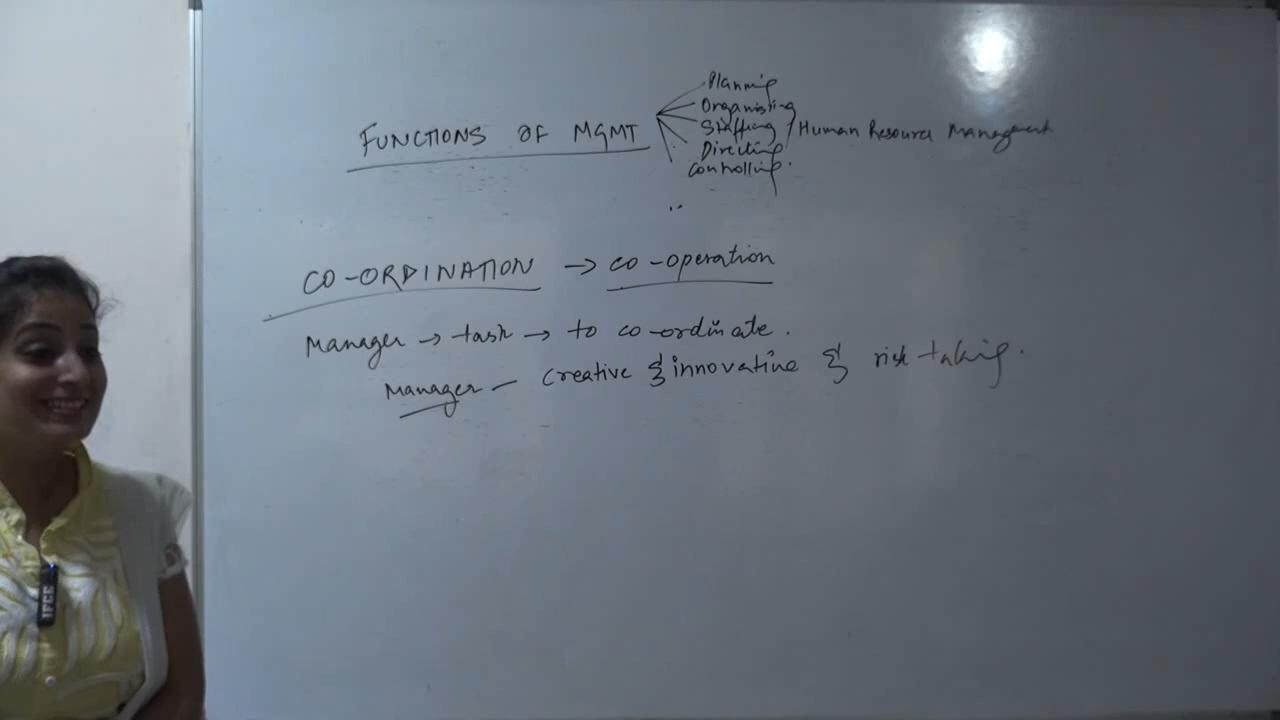 Planning
Organising
FUNCTIONS OF MGMT
Staffing / Human Resource Management
Directing
Controlling.
CO-ORDINATION → co-operation
Manager → task → to co-ordinate.
Manager – creative & innovative & risk taking.
IFCE